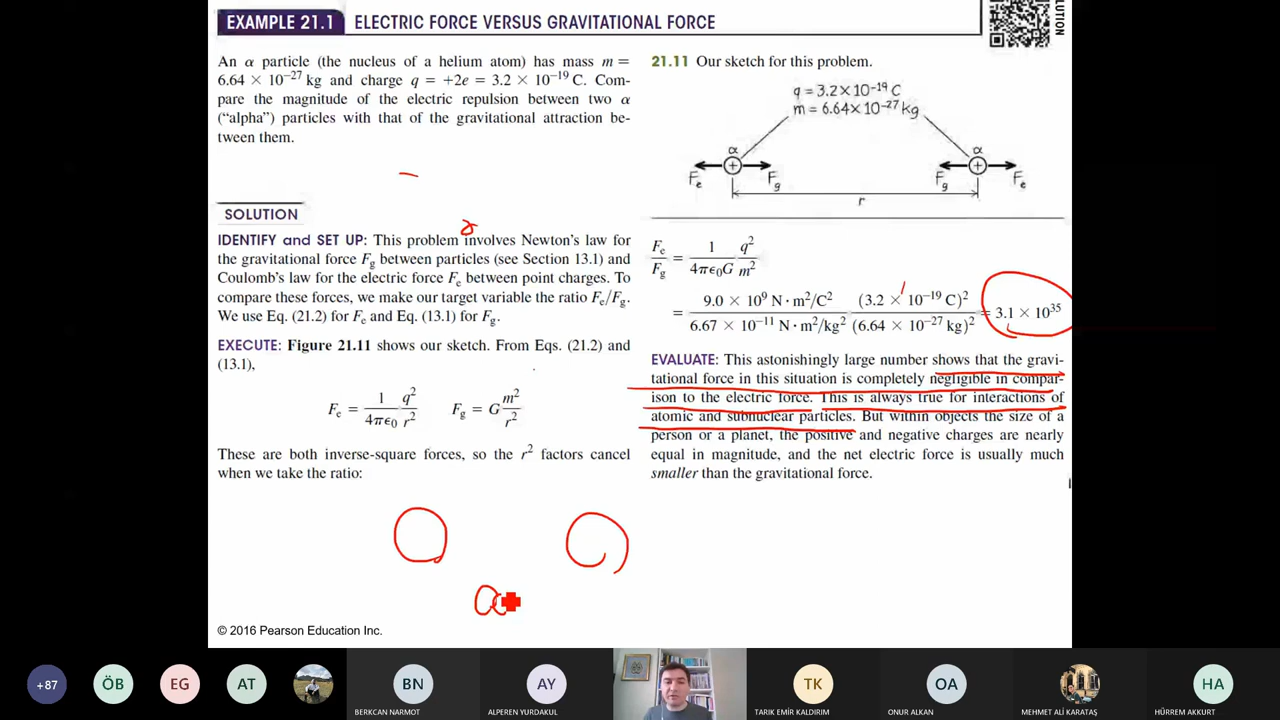 EXAMPLE 21.1 ELECTRIC FORCE VERSUS GRAVITATIONAL FORCE
An α particle (the nucleus of a helium atom) has mass m =
6.64 × 10⁻²⁷ kg and charge q = +2e = 3.2 × 10⁻¹⁹ C. Com-
pare the magnitude of the electric repulsion between two α
(“alpha”) particles with that of the gravitational attraction be-
tween them.
SOLUTION
IDENTIFY and SET UP: This problem involves Newton’s law for
the gravitational force Fg between particles (see Section 13.1) and
Coulomb’s law for the electric force Fe between point charges. To
compare these forces, we make our target variable the ratio Fe/Fg.
We use Eq. (21.2) for Fe and Eq. (13.1) for Fg.
EXECUTE: Figure 21.11 shows our sketch. From Eqs. (21.2) and
(13.1),
Fe = 1/4πϵ₀ q²/r² Fg = G m²/r²
These are both inverse-square forces, so the r² factors cancel
when we take the ratio:
© 2016 Pearson Education Inc.
LUTION
21.11 Our sketch for this problem.
q = 3.2×10⁻¹⁹ C
m = 6.64×10⁻²⁷ kg
α α
Fe Fg Fg Fe
r
Fe/Fg = 1/4πϵ₀G q²/m²
= 9.0 × 10⁹ N·m²/C² / 6.67 × 10⁻¹¹ N·m²/kg² (3.2 × 10⁻¹⁹ C)² / (6.64 × 10⁻²⁷ kg)² = 3.1 × 10³⁵
EVALUATE: This astonishingly large number shows that the gravi-
tational force in this situation is completely negligible in compar-
ison to the electric force. This is always true for interactions of
atomic and subnuclear particles. But within objects the size of a
person or a planet, the positive and negative charges are nearly
equal in magnitude, and the net electric force is usually much
smaller than the gravitational force.
+87 ÖB EG AT BN AY TK OA HA
BERKCAN NARMOT ALPEREN YURDAKUL TARIK EMİR KALDIRIM ONUR ALKAN MEHMET ALİ KARATAŞ HÜRREM AKKURT